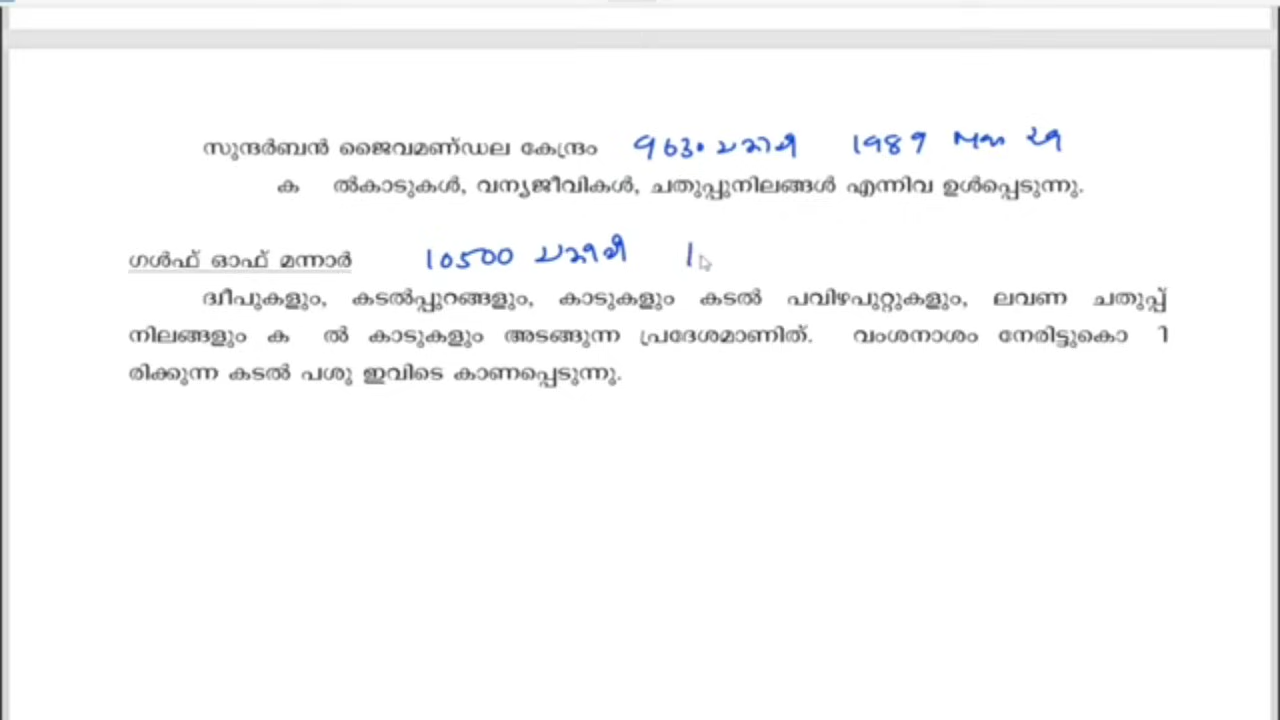 സുന്ദർബൻ ജൈവമണ്ഡല കേന്ദ്രം 9630 ച.കി.മീ 1989
ക ൽകാടുകൾ, വന്യജീവികൾ, ചതുപ്പുനിലങ്ങൾ എന്നിവ ഉൾപ്പെടുന്നു.
ഗൾഫ് ഓഫ് മന്നാർ 10500 ച.കി.മീ 1
ദ്വീപുകളും, കടൽപ്പുറങ്ങളും, കാടുകളും കടൽ പവിഴപുറ്റുകളും, ലവണ ചതുപ്പ്
നിലങ്ങളും ക ൽ കാടുകളും അടങ്ങുന്ന പ്രദേശമാണിത്. വംശനാശം നേരിട്ടുകൊ 1
രിക്കുന്ന കടൽ പശു ഇവിടെ കാണപ്പെടുന്നു.